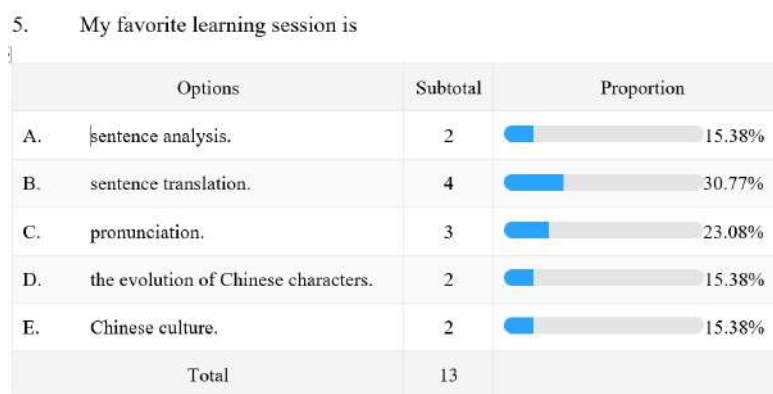 5. My favorite learning session is
Options Subtotal Proportion
A. sentence analysis. 2 15.38%
B. sentence translation. 4 30.77%
C. pronunciation. 3 23.08%
D. the evolution of Chinese characters. 2 15.38%
E. Chinese culture. 2 15.38%
Total 13